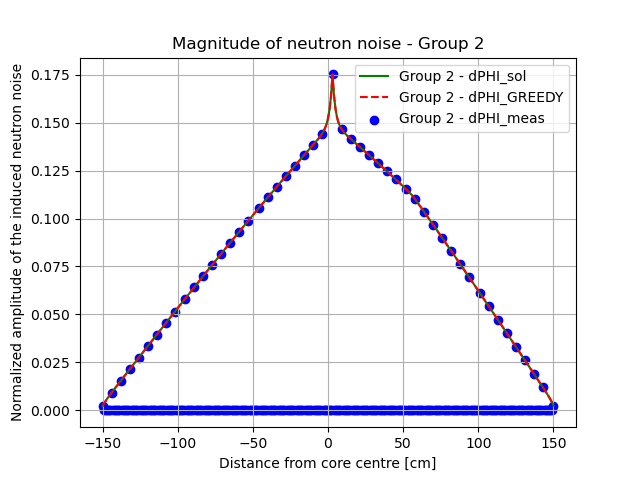 Magnitude of neutron noise - Group 2
Normalized amplitude of the induced neutron noise
0.175
0.150
0.125
0.100
0.075
0.050
0.025
0.000
Group 2 - dPHI_sol
Group 2 - dPHI_GREEDY
Group 2 - dPHI_meas
−150
−100
−50
0
50
100
150
Distance from core centre [cm]